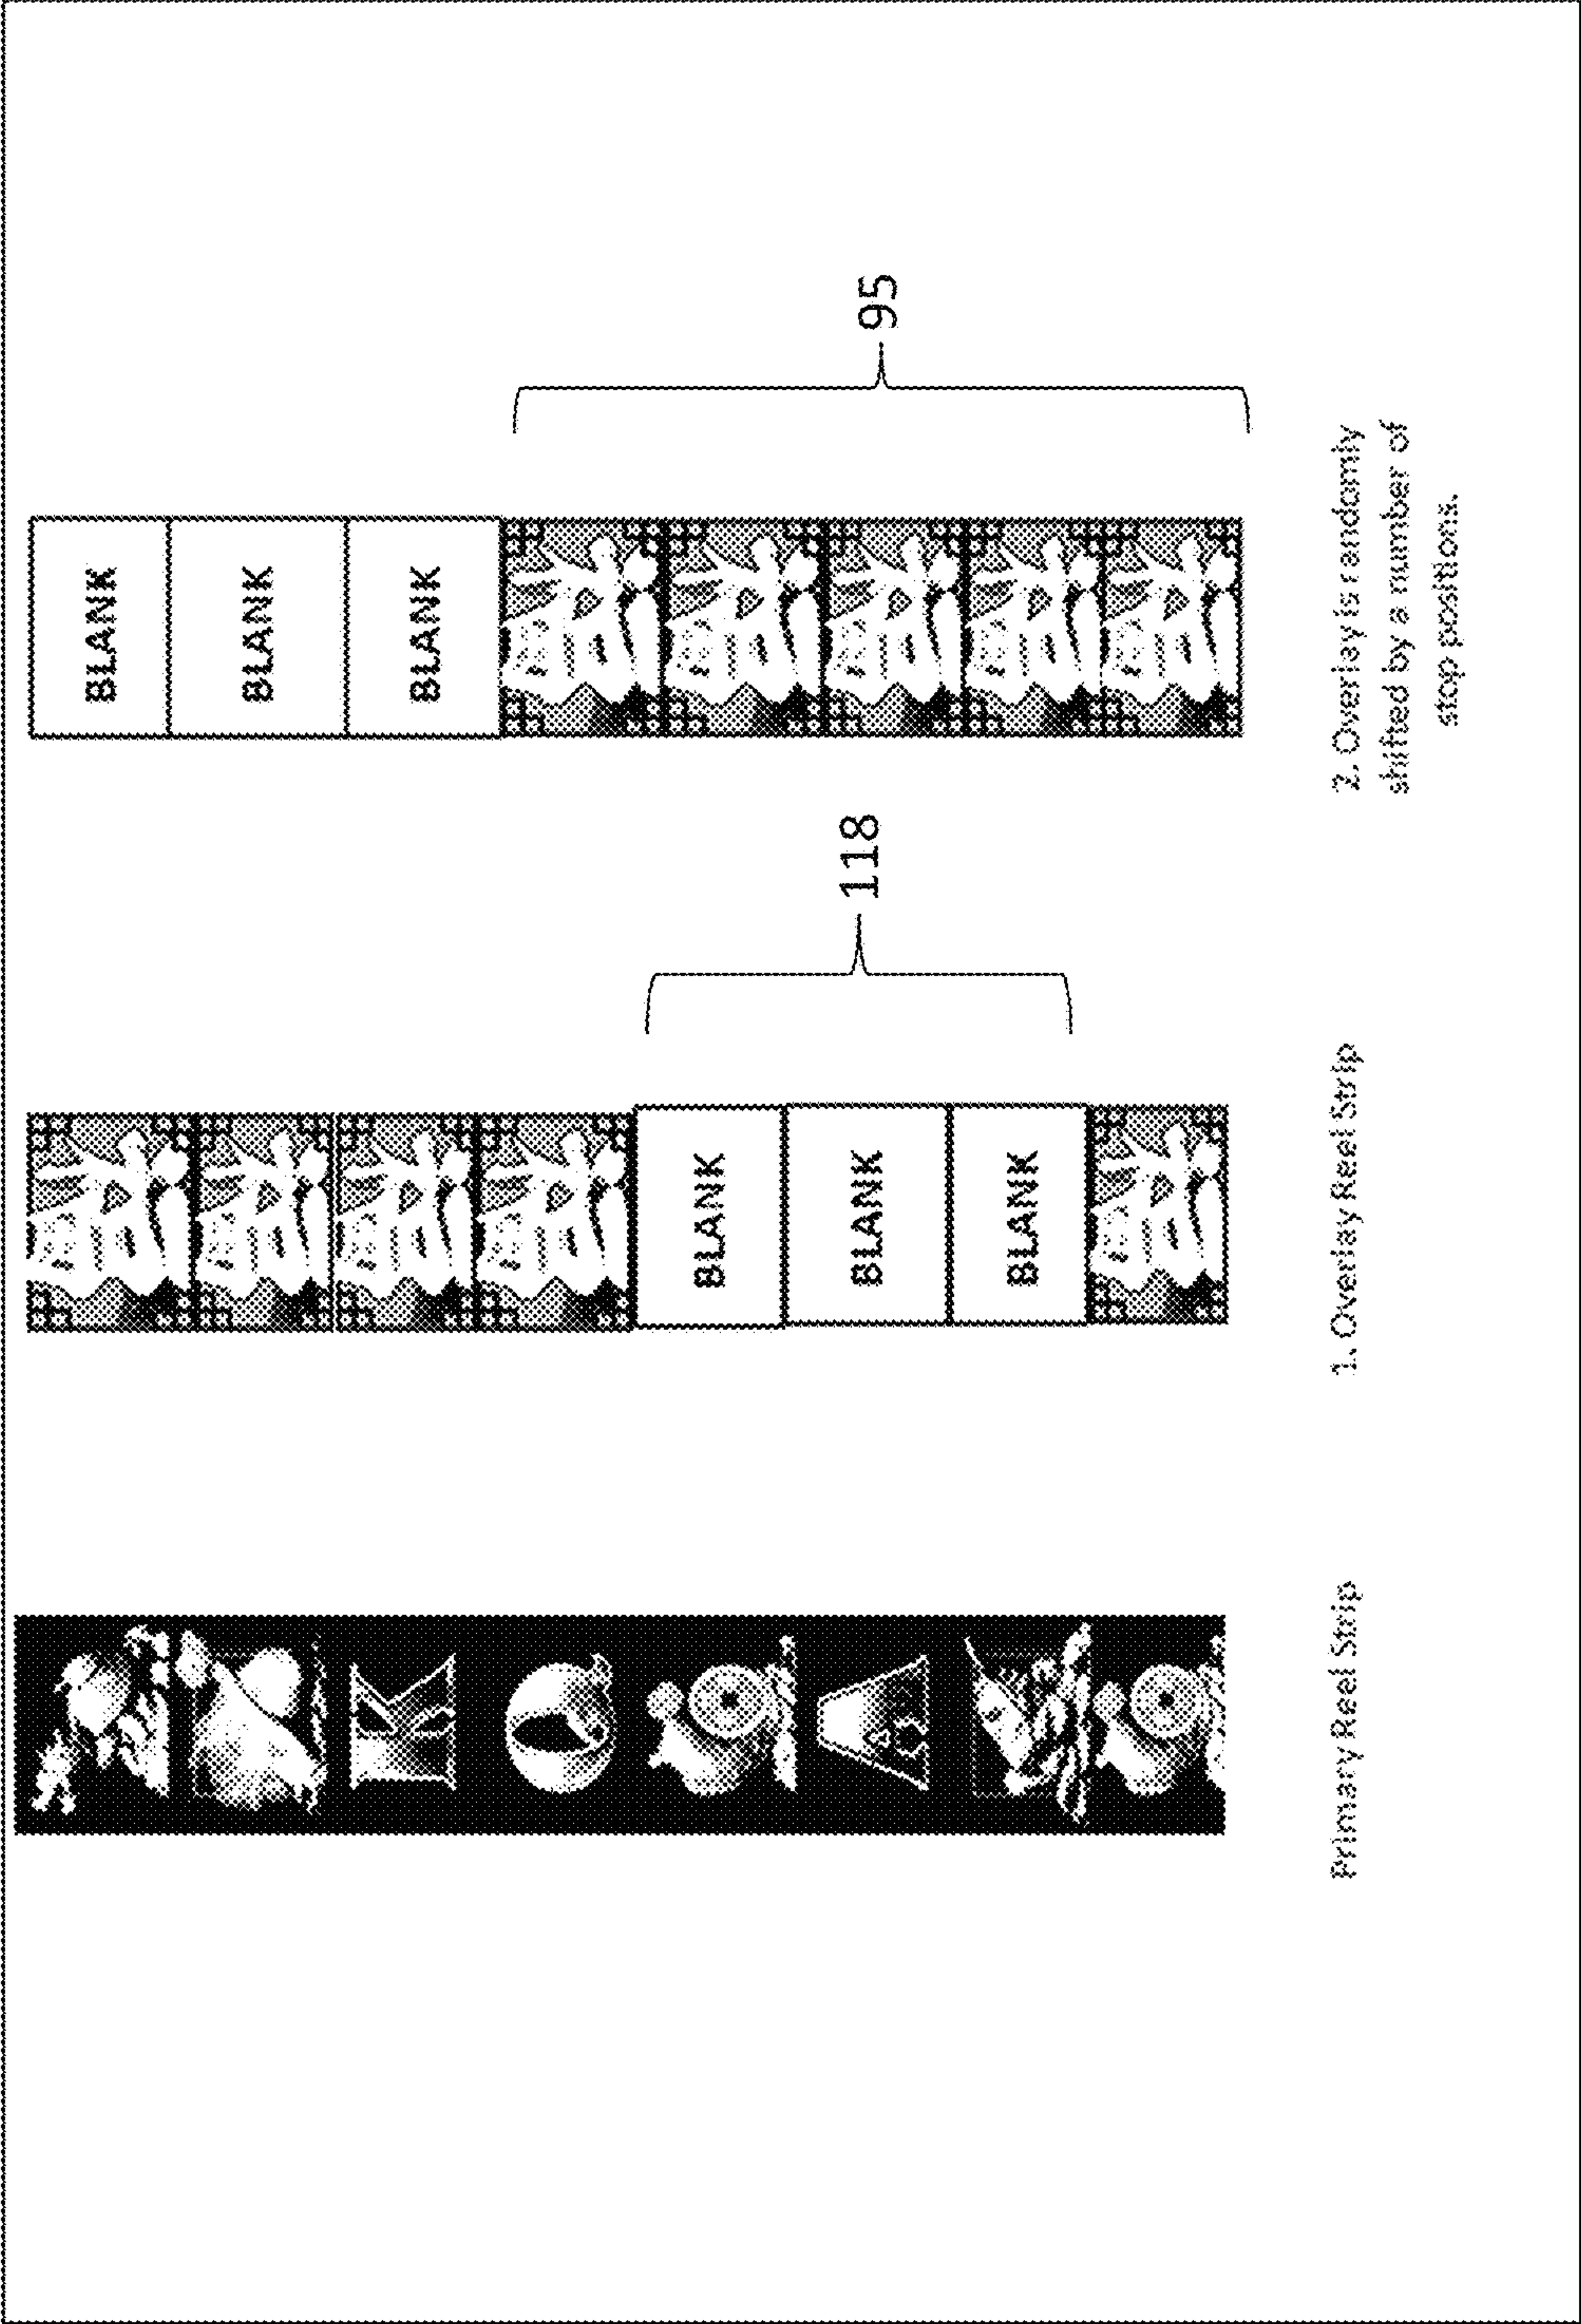 K
Q
A
Primary Reel Strip
BLANK
BLANK
BLANK
118
1. Overlay Reel Strip
BLANK
BLANK
BLANK
95
2. Overlay is randomly
shifted by a number of
stop positions.